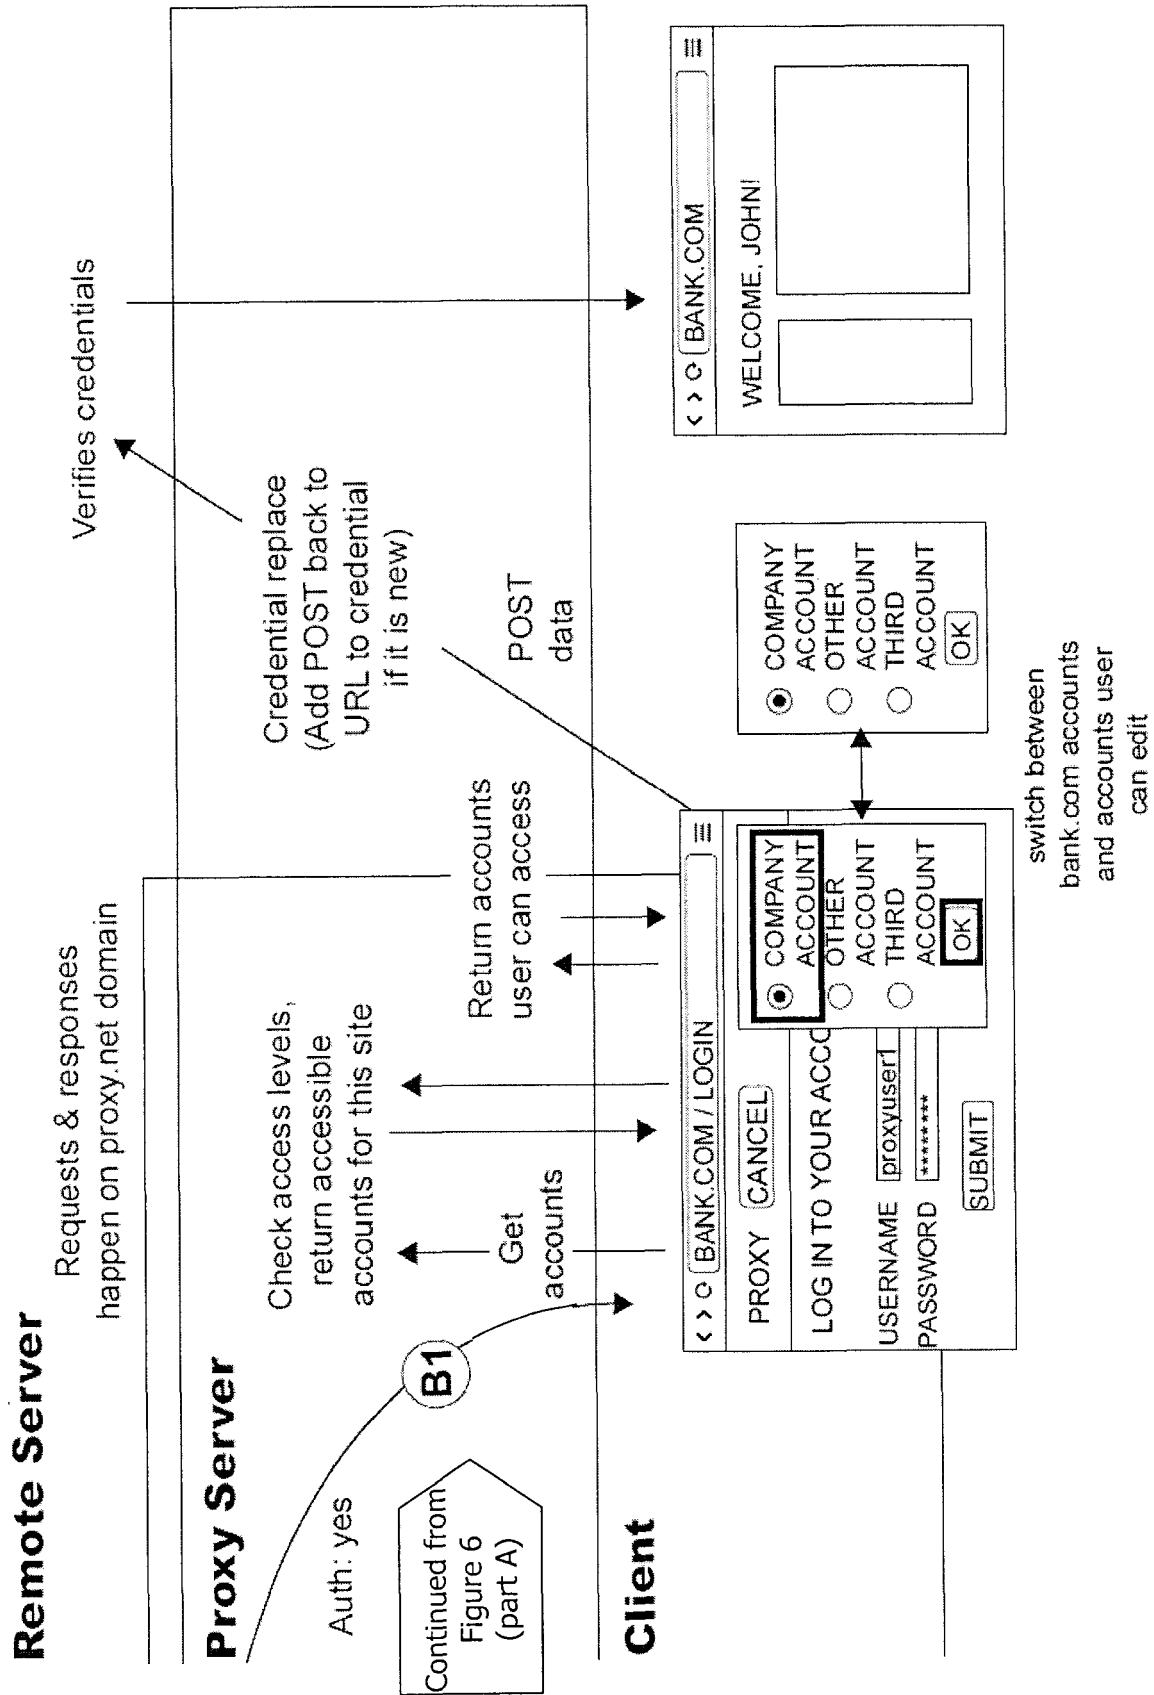 Remote Server
Requests & responses
happen on proxy.net domain
Verifies credentials
Proxy Server
Auth: yes
Continued from
Figure 6
(part A)
B1
Check access levels,
return accessible
accounts for this site
Get
accounts
Return accounts
user can access
Credential replace
(Add POST back to
URL to credential
if it is new)
POST
data
Client
BANK.COM / LOGIN
PROXY
CANCEL
LOG IN TO YOUR ACCO
USERNAME
proxyuser1
PASSWORD
********
SUBMIT
COMPANY
ACCOUNT
OTHER
ACCOUNT
THIRD
ACCOUNT
OK
switch between
bank.com accounts
and accounts user
can edit
COMPANY
ACCOUNT
OTHER
ACCOUNT
THIRD
ACCOUNT
OK
BANK.COM
WELCOME, JOHN!